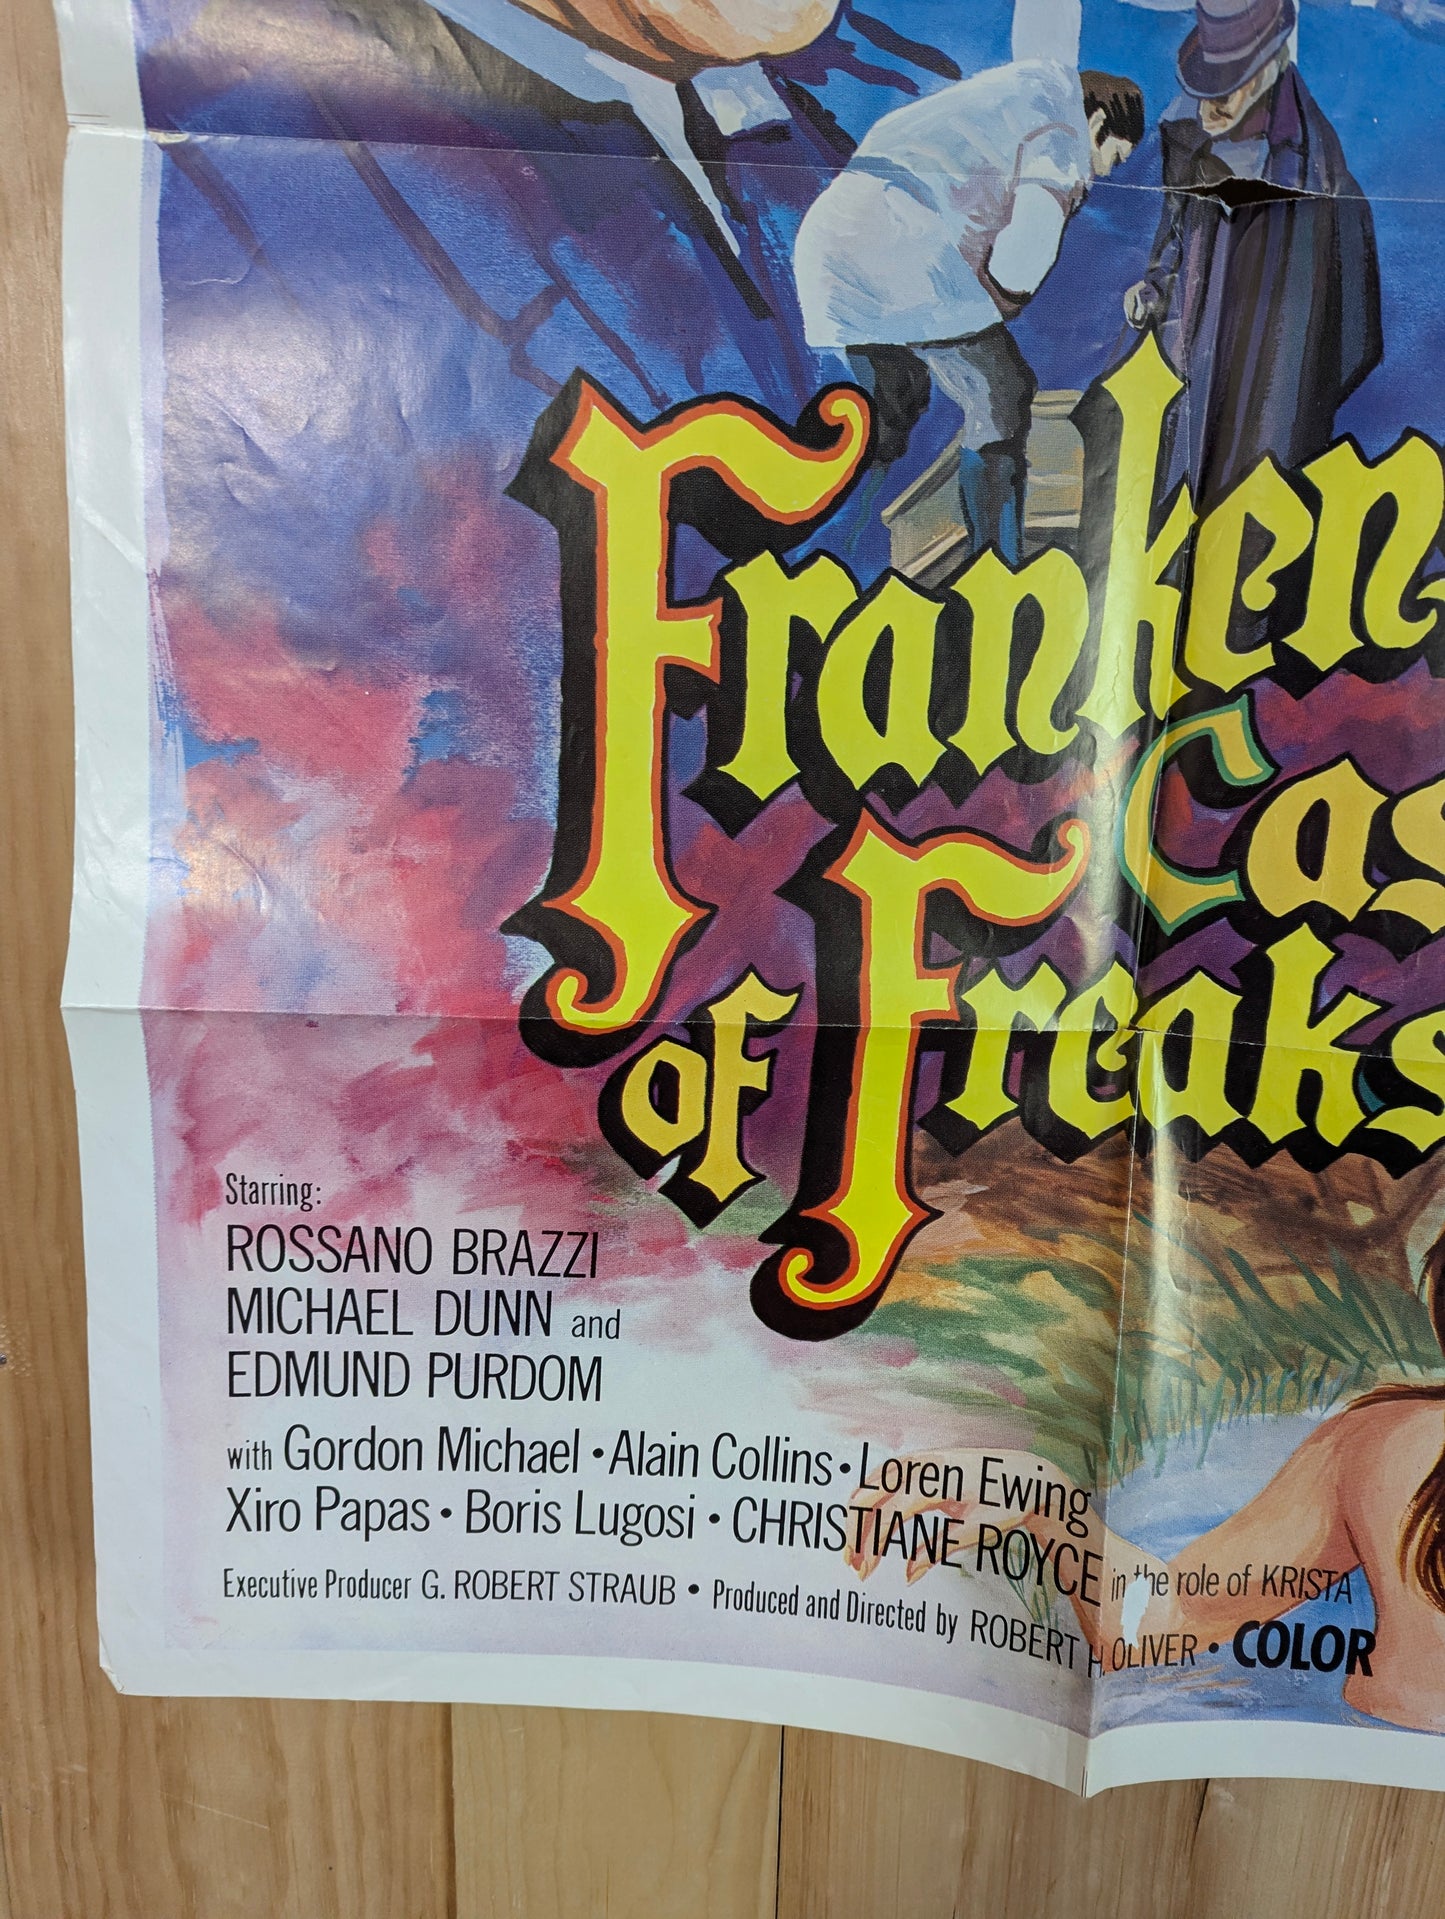 Franken
Cas
of Freaks
Starring:
ROSSANO BRAZZI
MICHAEL DUNN and
EDMUND PURDOM
with Gordon Michael • Alain Collins • Loren Ewing
Xiro Papas • Boris Lugosi • CHRISTIANE ROYCE in the role of KRISTA
Executive Producer G. ROBERT STRAUB • Produced and Directed by ROBERT H. OLIVER • COLOR